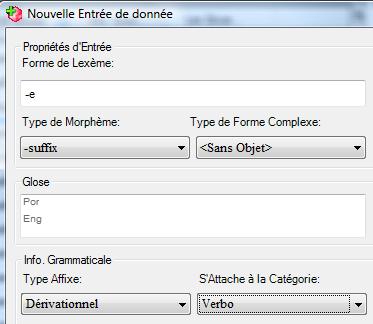 Nouvelle Entrée de donnée
Propriétés d'Entrée
Forme de Lexème:
-e
Type de Morphème: Type de Forme Complexe:
-suffix <Sans Objet>
Glose
Por
Eng
Info. Grammaticale
Type Affixe: S'Attache à la Catégorie:
Dérivationnel Verbo